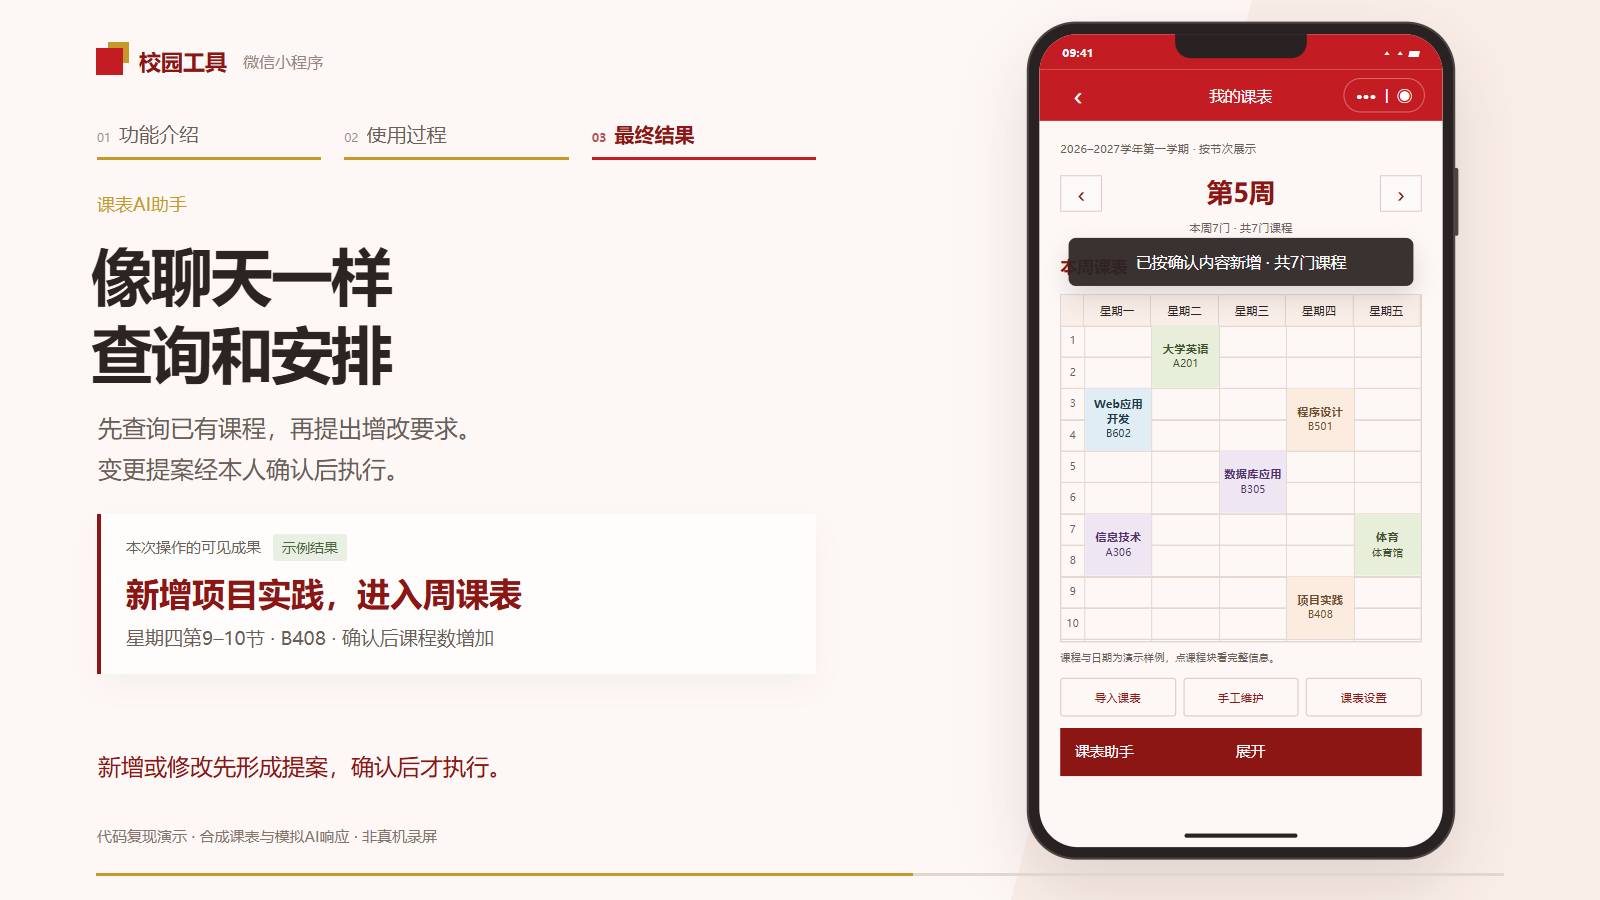 校园工具 微信小程序
01 功能介绍 02 使用过程 03 最终结果
课表AI助手
像聊天一样
查询和安排
先查询已有课程，再提出增改要求。
变更提案经本人确认后执行。
本次操作的可见成果 示例结果
新增项目实践，进入周课表
星期四第9–10节 · B408 · 确认后课程数增加
新增或修改先形成提案，确认后才执行。
代码复现演示 · 合成课表与模拟AI响应 · 非真机录屏
09:41
‹ 我的课表
2026–2027学年第一学期 · 按节次展示
‹ 第5周 ›
本周7门 · 共7门课程
本周课表
已按确认内容新增 · 共7门课程
星期一 星期二 星期三 星期四 星期五
1
大学英语
A201
2
3
Web应用
开发
B602
程序设计
B501
4
5
数据库应用
B305
6
7
信息技术
A306
体育
体育馆
8
9
项目实践
B408
10
课程与日期为演示样例，点课程块看完整信息。
导入课表 手工维护 课表设置
课表助手 展开